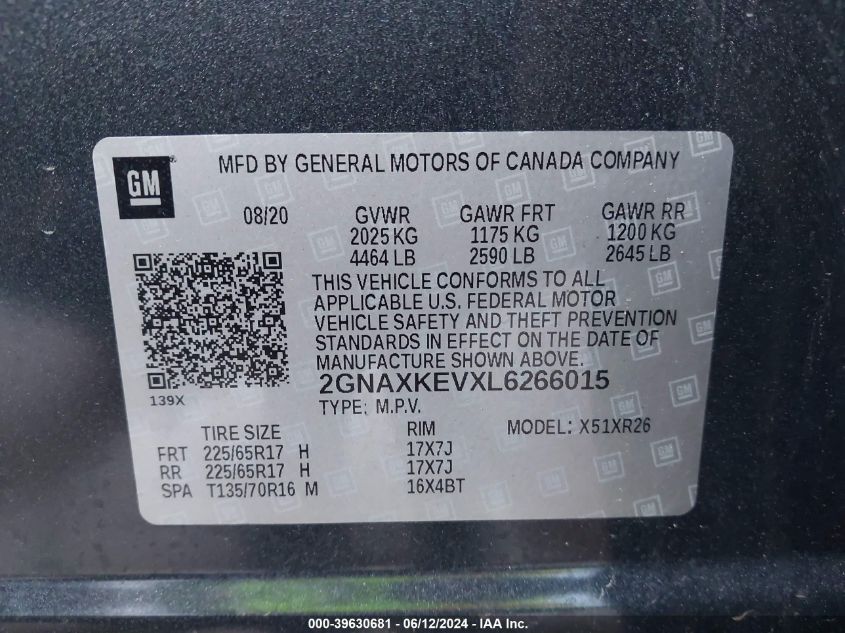 GM
MFD BY GENERAL MOTORS OF CANADA COMPANY
08/20 GVWR GAWR FRT GAWR RR
2025 KG 1175 KG 1200 KG
4464 LB 2590 LB 2645 LB
THIS VEHICLE CONFORMS TO ALL
APPLICABLE U.S. FEDERAL MOTOR
VEHICLE SAFETY AND THEFT PREVENTION
STANDARDS IN EFFECT ON THE DATE OF
MANUFACTURE SHOWN ABOVE.
2GNAXKEVXL6266015
139X
TYPE: M.P.V.
TIRE SIZE RIM MODEL: X51XR26
FRT 225/65R17 H 17X7J
RR 225/65R17 H 17X7J
SPA T135/70R16 M 16X4BT
000-39630681 - 06/12/2024 - IAA Inc.